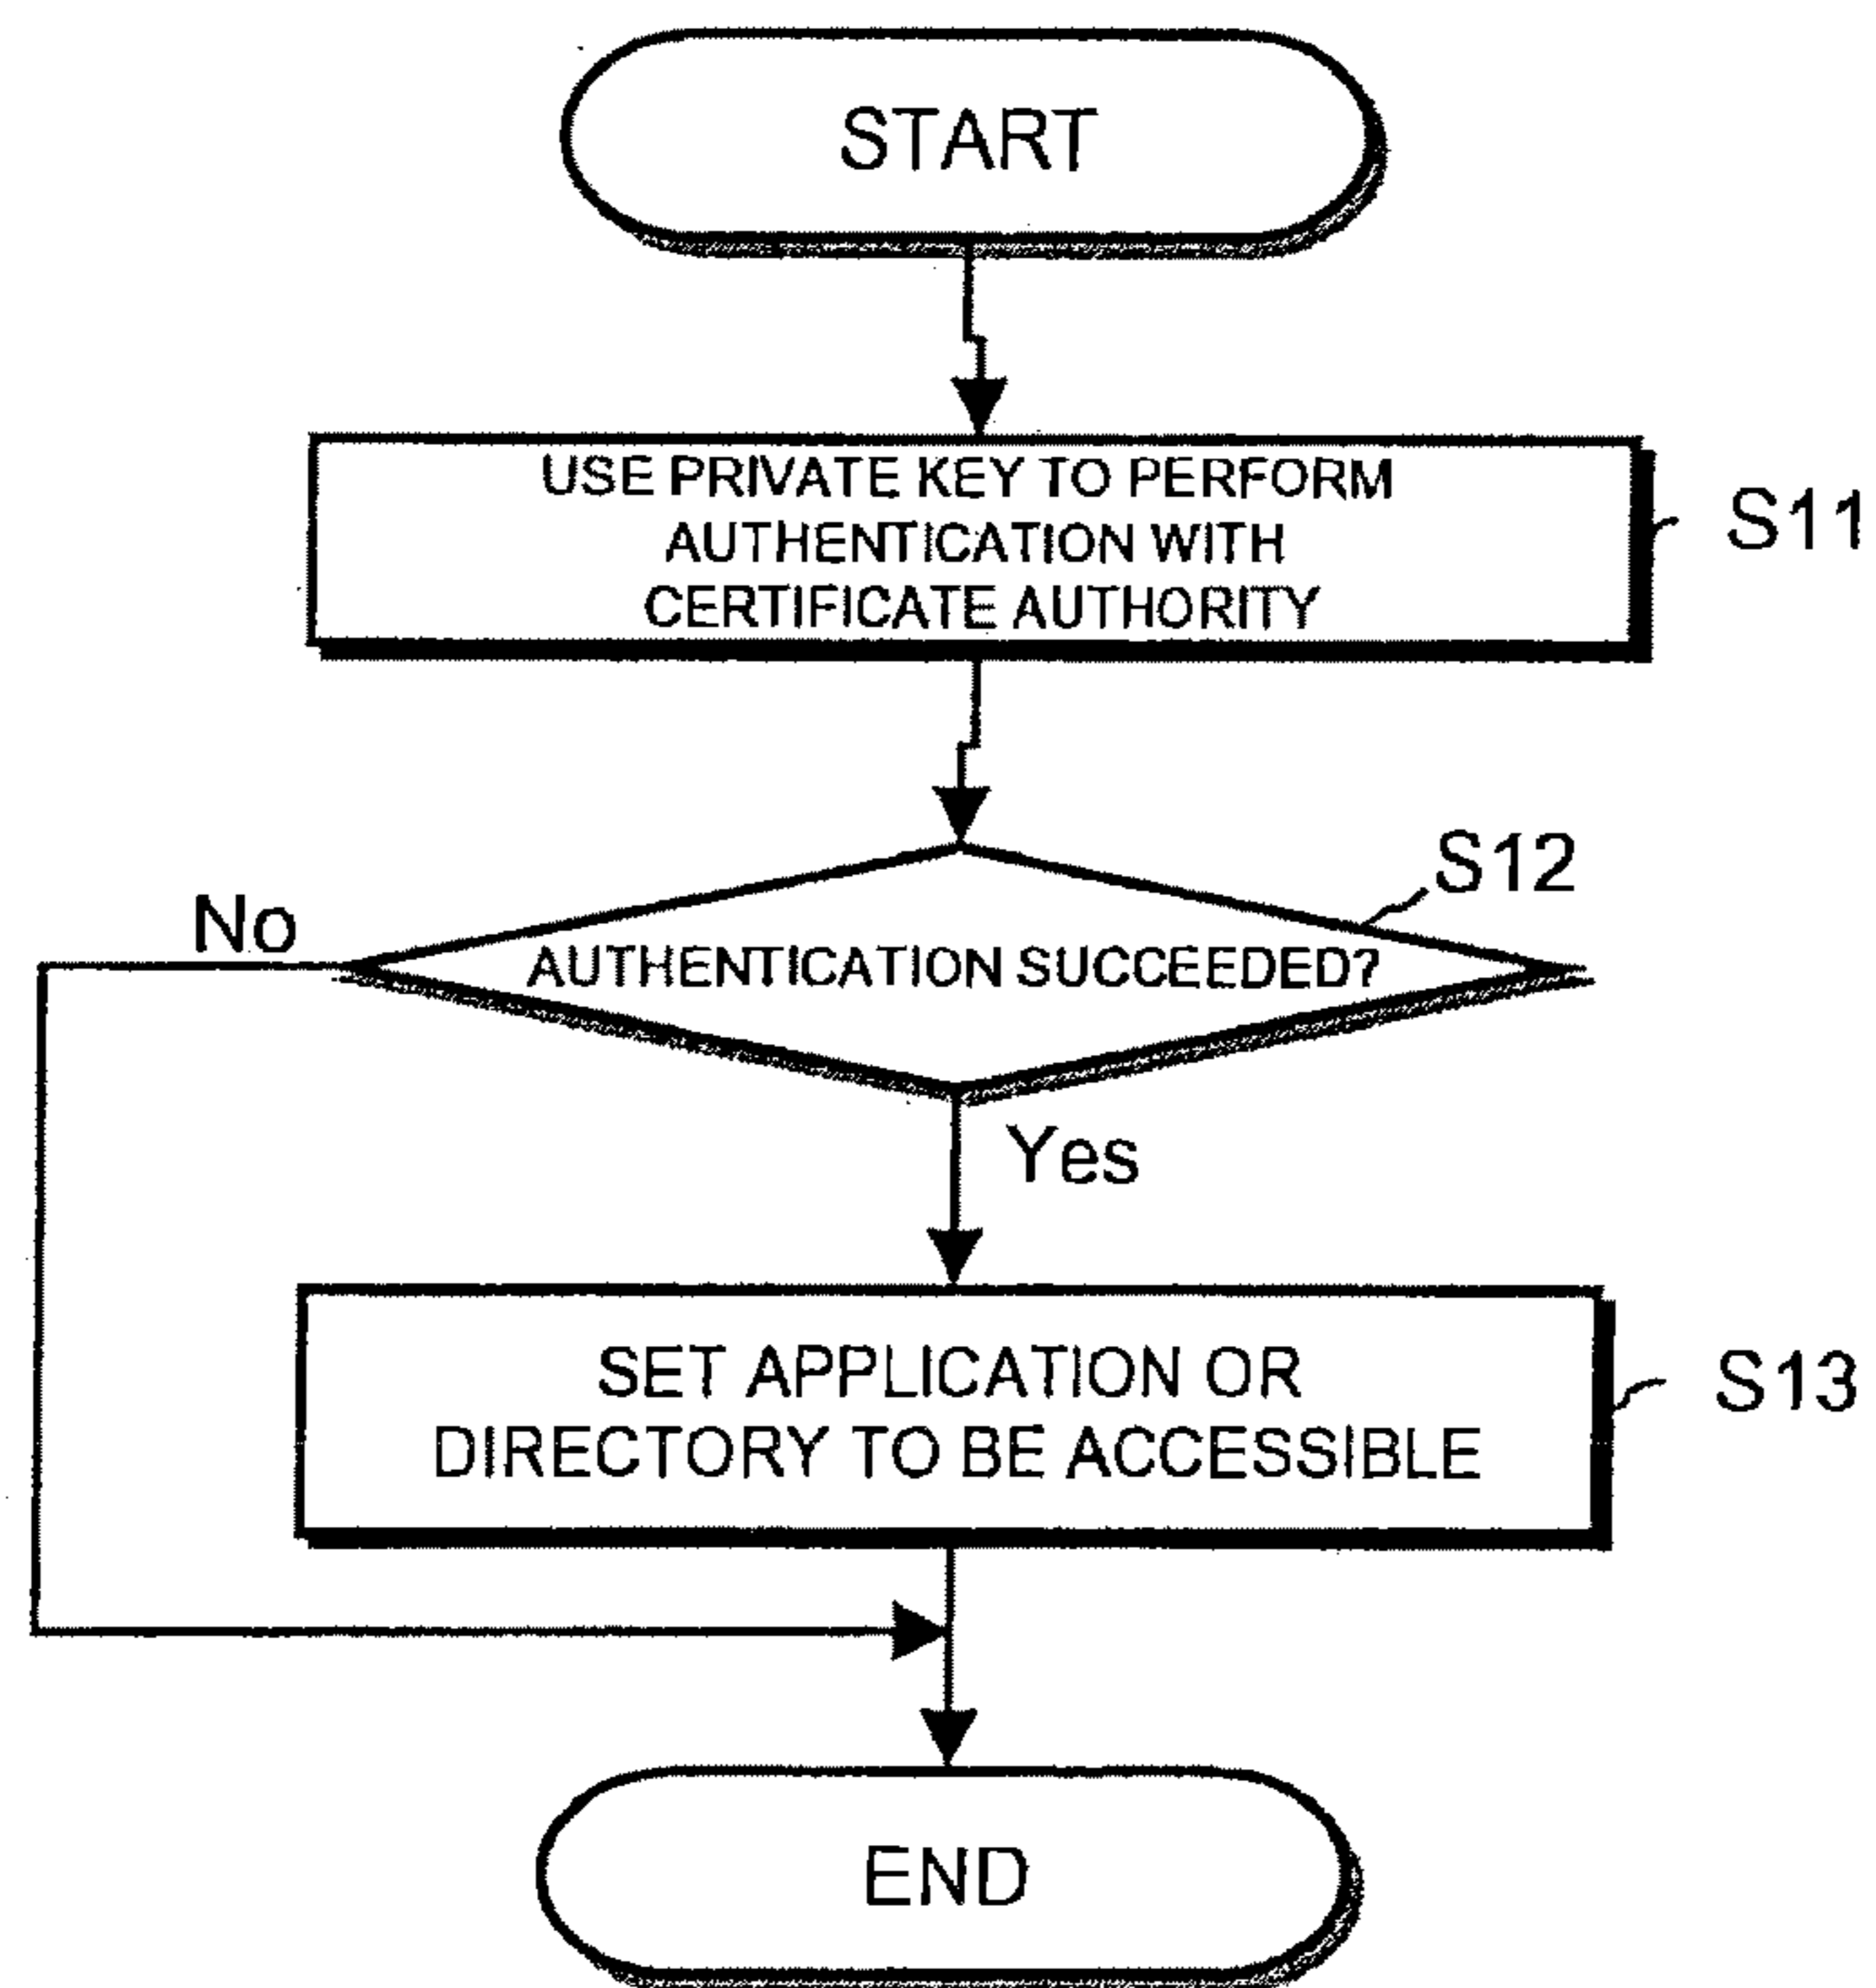 START
USE PRIVATE KEY TO PERFORM
AUTHENTICATION WITH
CERTIFICATE AUTHORITY
S11
S12
No
AUTHENTICATION SUCCEEDED?
Yes
SET APPLICATION OR
DIRECTORY TO BE ACCESSIBLE
S13
END